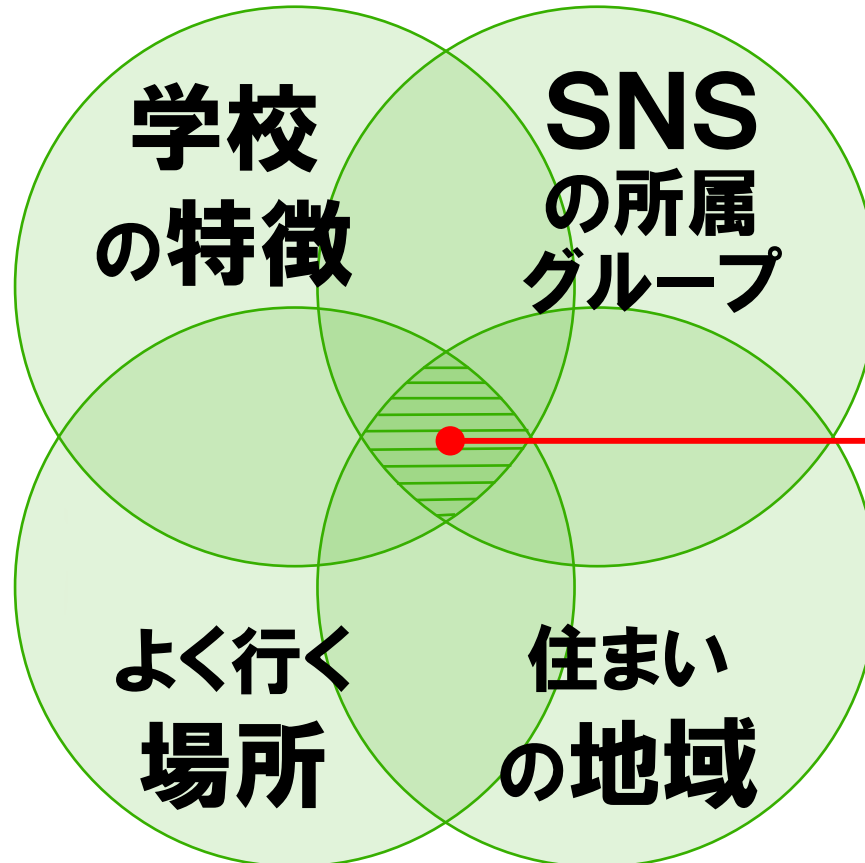 学校
の特徴
SNS
の所属
グループ
よく行く
場所
住まい
の地域